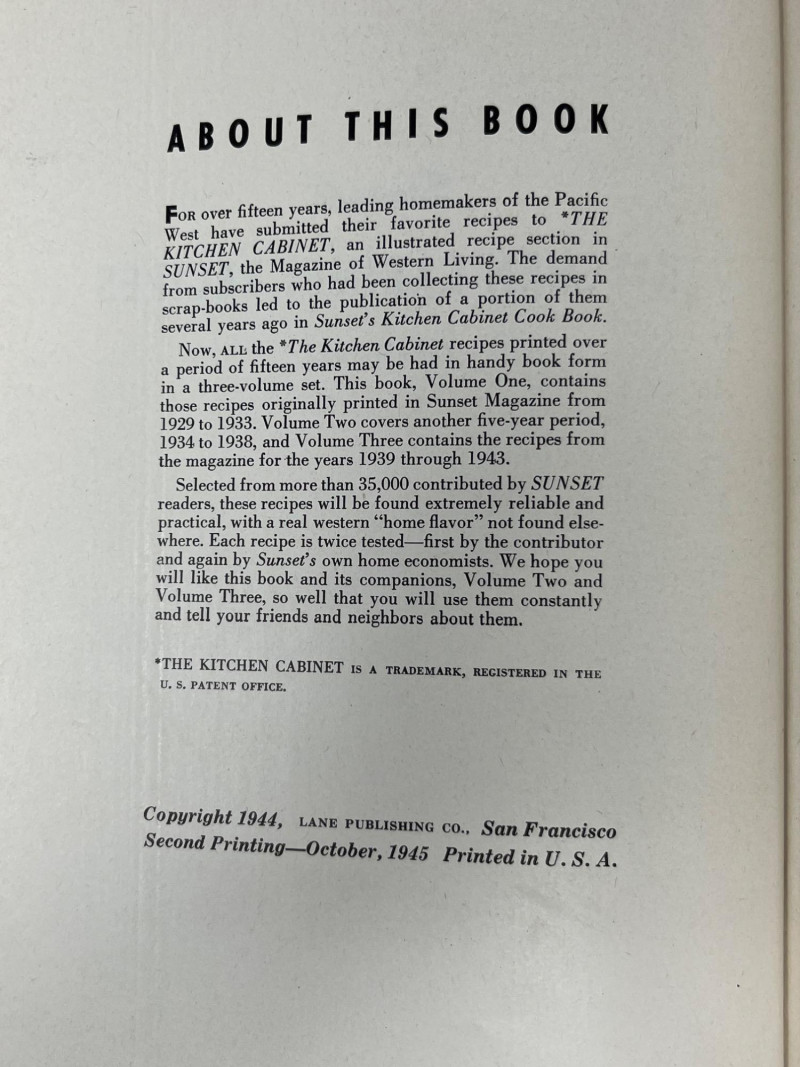 ABOUT THIS BOOK
FOR over fifteen years, leading homemakers of the Pacific
West have submitted their favorite recipes to *THE
KITCHEN CABINET, an illustrated recipe section in
SUNSET, the Magazine of Western Living. The demand
from subscribers who had been collecting these recipes in
scrap-books led to the publication of a portion of them
several years ago in Sunset's Kitchen Cabinet Cook Book.
Now, ALL the *The Kitchen Cabinet recipes printed over
a period of fifteen years may be had in handy book form
in a three-volume set. This book, Volume One, contains
those recipes originally printed in Sunset Magazine from
1929 to 1933. Volume Two covers another five-year period,
1934 to 1938, and Volume Three contains the recipes from
the magazine for the years 1939 through 1943.
Selected from more than 35,000 contributed by SUNSET
readers, these recipes will be found extremely reliable and
practical, with a real western "home flavor" not found else-
where. Each recipe is twice tested—first by the contributor
and again by Sunset's own home economists. We hope you
will like this book and its companions, Volume Two and
Volume Three, so well that you will use them constantly
and tell your friends and neighbors about them.
*THE KITCHEN CABINET IS A TRADEMARK, REGISTERED IN THE
U. S. PATENT OFFICE.
Copyright 1944, LANE PUBLISHING CO., San Francisco
Second Printing—October, 1945 Printed in U. S. A.